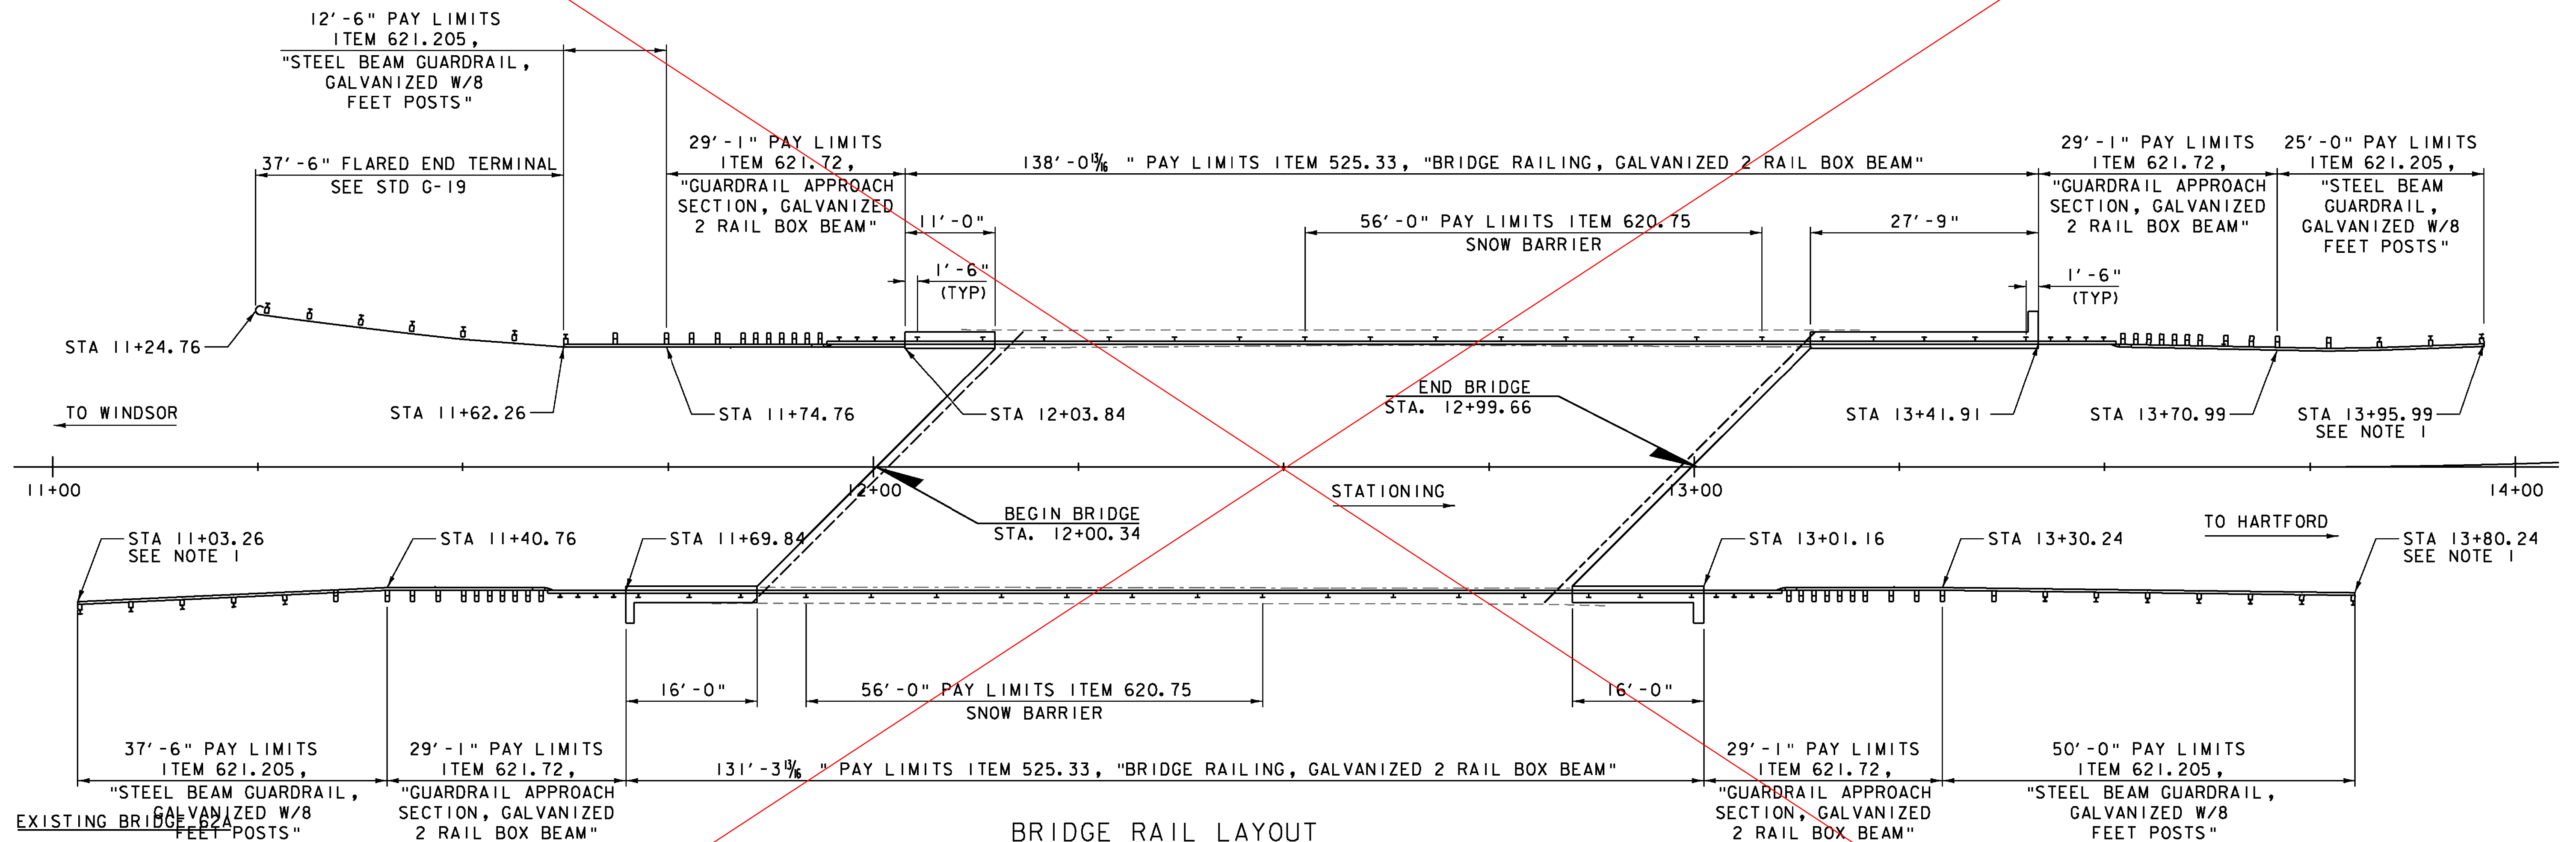 12'-6" PAY LIMITS
ITEM 621.205,
"STEEL BEAM GUARDRAIL,
GALVANIZED W/8
FEET POSTS"
37'-6" FLARED END TERMINAL
SEE STD G-19
29'-1" PAY LIMITS
ITEM 621.72,
"GUARDRAIL APPROACH
SECTION, GALVANIZED
2 RAIL BOX BEAM"
138'-0 13/16 " PAY LIMITS ITEM 525.33, "BRIDGE RAILING, GALVANIZED 2 RAIL BOX BEAM"
29'-1" PAY LIMITS
ITEM 621.72,
"GUARDRAIL APPROACH
SECTION, GALVANIZED
2 RAIL BOX BEAM"
25'-0" PAY LIMITS
ITEM 621.205,
"STEEL BEAM
GUARDRAIL,
GALVANIZED W/8
FEET POSTS"
11'-0"
56'-0" PAY LIMITS ITEM 620.75
SNOW BARRIER
27'-9"
1'-6"
(TYP)
1'-6"
(TYP)
STA 11+24.76
STA 11+62.26
STA 11+74.76
STA 12+03.84
END BRIDGE
STA. 12+99.66
STA 13+41.91
STA 13+70.99
STA 13+95.99
SEE NOTE 1
TO WINDSOR
11+00
12+00
13+00
14+00
STATIONING
BEGIN BRIDGE
STA. 12+00.34
TO HARTFORD
STA 11+03.26
SEE NOTE 1
STA 11+40.76
STA 11+69.84
STA 13+01.16
STA 13+30.24
STA 13+80.24
SEE NOTE 1
16'-0"
56'-0" PAY LIMITS ITEM 620.75
SNOW BARRIER
16'-0"
37'-6" PAY LIMITS
ITEM 621.205,
"STEEL BEAM GUARDRAIL,
GALVANIZED W/8
FEET POSTS"
29'-1" PAY LIMITS
ITEM 621.72,
"GUARDRAIL APPROACH
SECTION, GALVANIZED
2 RAIL BOX BEAM"
131'-3 13/16 " PAY LIMITS ITEM 525.33, "BRIDGE RAILING, GALVANIZED 2 RAIL BOX BEAM"
29'-1" PAY LIMITS
ITEM 621.72,
"GUARDRAIL APPROACH
SECTION, GALVANIZED
2 RAIL BOX BEAM"
50'-0" PAY LIMITS
ITEM 621.205,
"STEEL BEAM GUARDRAIL,
GALVANIZED W/8
FEET POSTS"
EXISTING BRIDGE 62A
BRIDGE RAIL LAYOUT